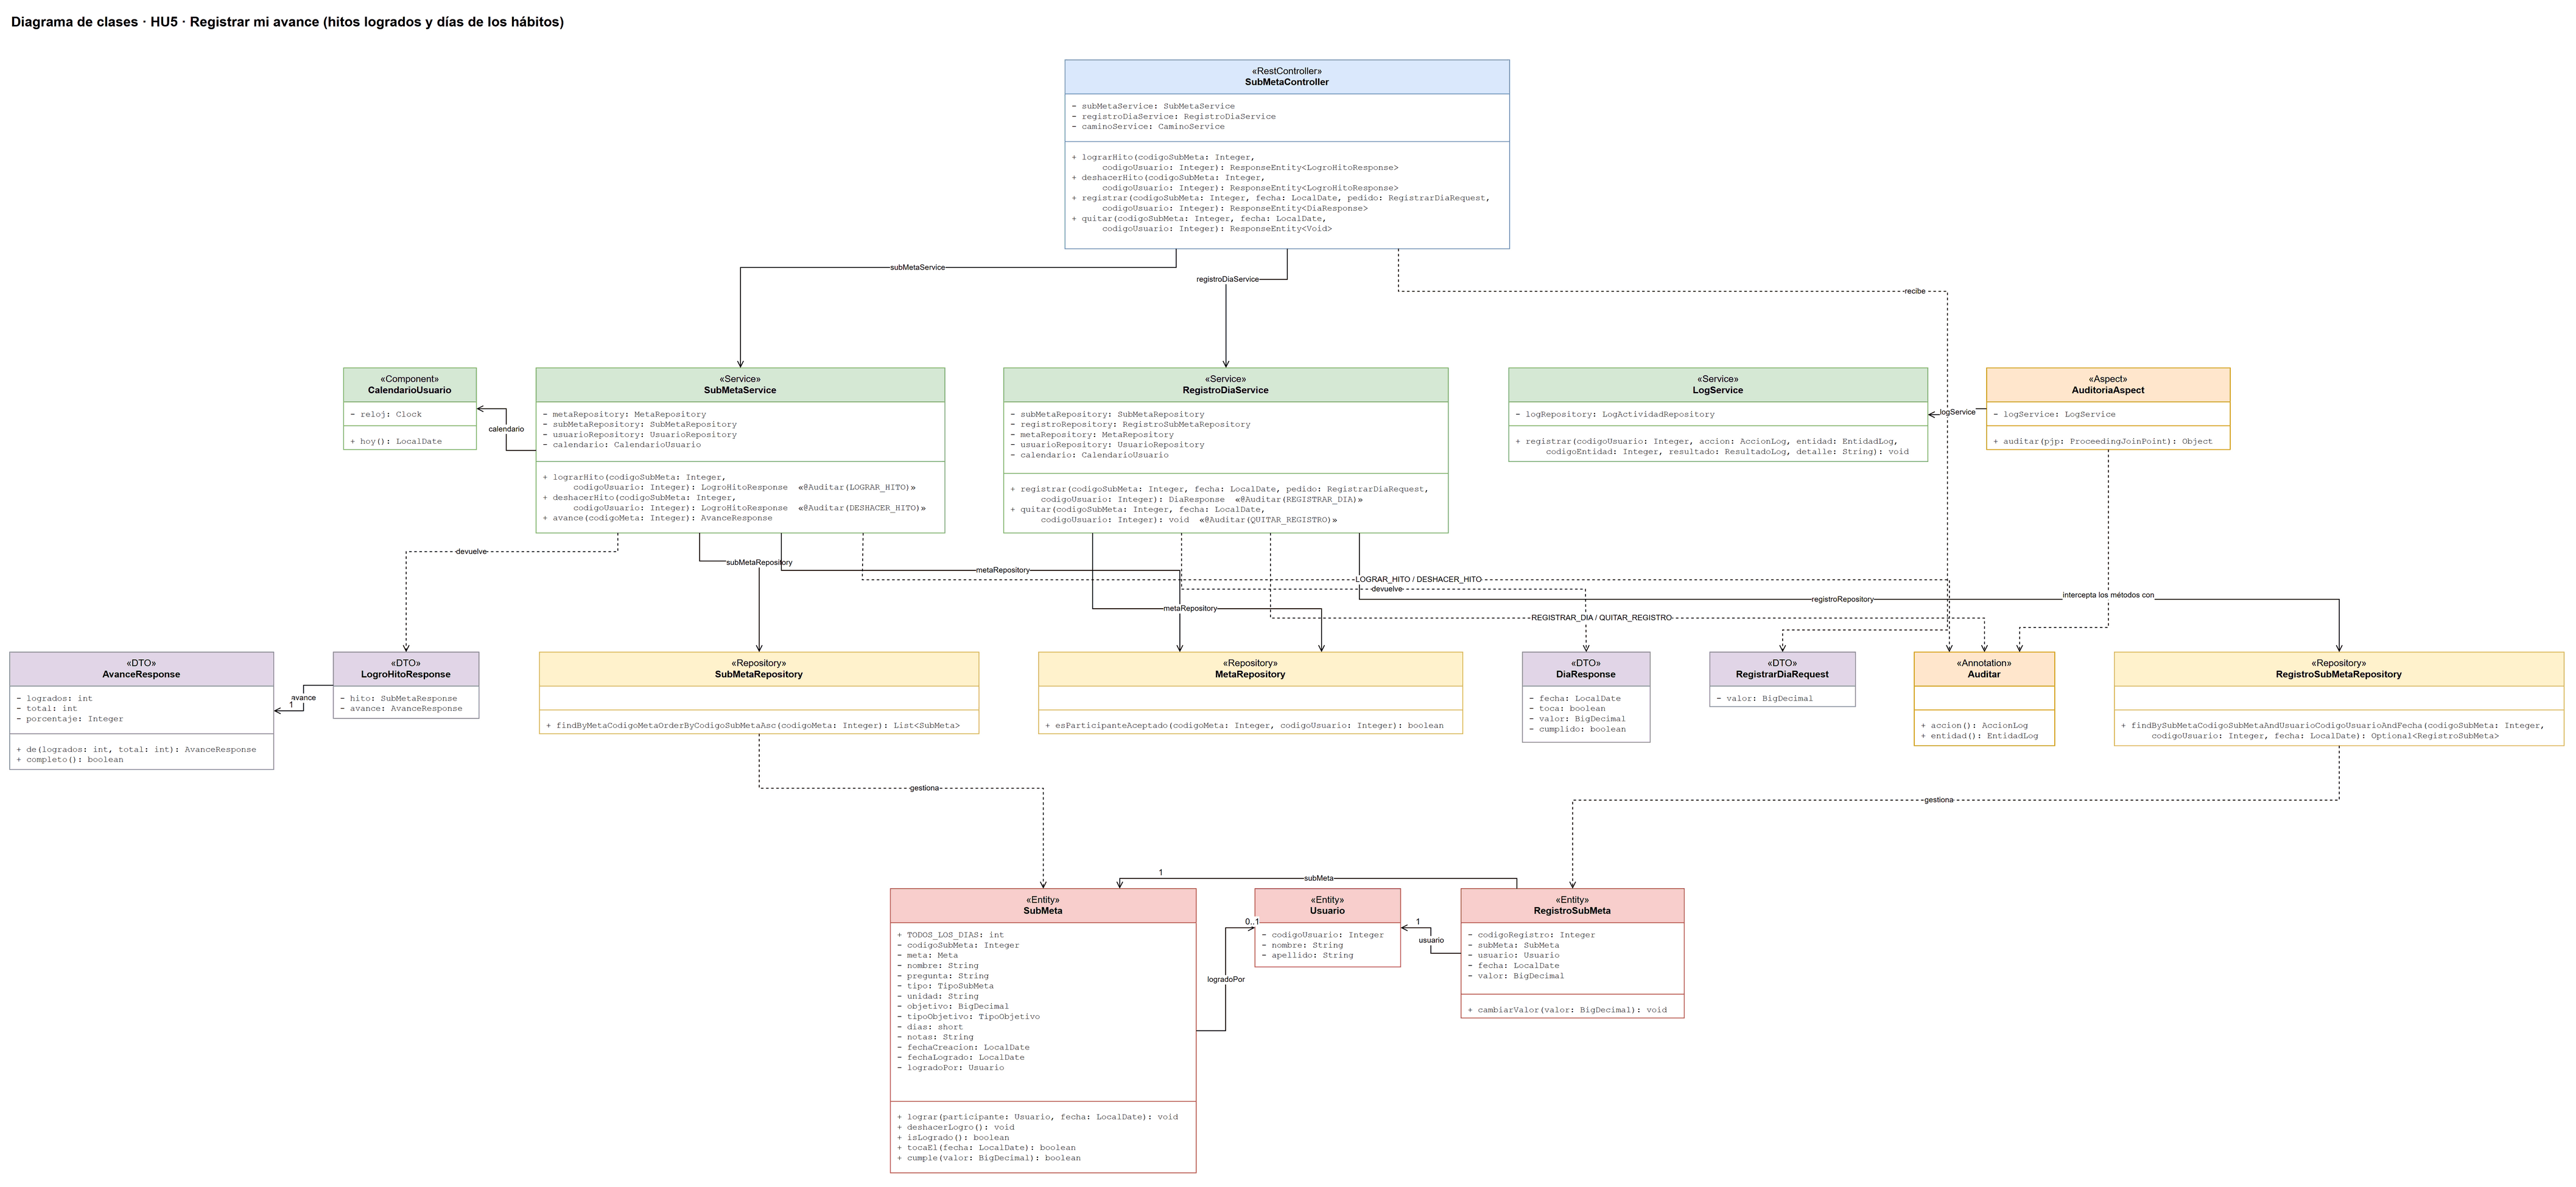 Diagrama de clases · HU5 · Registrar mi avance (hitos logrados y días de los hábitos)
«RestController»
SubMetaController
- subMetaService: SubMetaService
- registroDiaService: RegistroDiaService
- caminoService: CaminoService
+ lograrHito(codigoSubMeta: Integer,
codigoUsuario: Integer): ResponseEntity<LogroHitoResponse>
+ deshacerHito(codigoSubMeta: Integer,
codigoUsuario: Integer): ResponseEntity<LogroHitoResponse>
+ registrar(codigoSubMeta: Integer, fecha: LocalDate, pedido: RegistrarDiaRequest,
codigoUsuario: Integer): ResponseEntity<DiaResponse>
+ quitar(codigoSubMeta: Integer, fecha: LocalDate,
codigoUsuario: Integer): ResponseEntity<Void>
subMetaService
registroDiaService
recibe
«Component»
CalendarioUsuario
- reloj: Clock
+ hoy(): LocalDate
calendario
«Service»
SubMetaService
- metaRepository: MetaRepository
- subMetaRepository: SubMetaRepository
- usuarioRepository: UsuarioRepository
- calendario: CalendarioUsuario
+ lograrHito(codigoSubMeta: Integer,
codigoUsuario: Integer): LogroHitoResponse «@Auditar(LOGRAR_HITO)»
+ deshacerHito(codigoSubMeta: Integer,
codigoUsuario: Integer): LogroHitoResponse «@Auditar(DESHACER_HITO)»
+ avance(codigoMeta: Integer): AvanceResponse
«Service»
RegistroDiaService
- subMetaRepository: SubMetaRepository
- registroRepository: RegistroSubMetaRepository
- metaRepository: MetaRepository
- usuarioRepository: UsuarioRepository
- calendario: CalendarioUsuario
+ registrar(codigoSubMeta: Integer, fecha: LocalDate, pedido: RegistrarDiaRequest,
codigoUsuario: Integer): DiaResponse «@Auditar(REGISTRAR_DIA)»
+ quitar(codigoSubMeta: Integer, fecha: LocalDate,
codigoUsuario: Integer): void «@Auditar(QUITAR_REGISTRO)»
«Service»
LogService
- logRepository: LogActividadRepository
+ registrar(codigoUsuario: Integer, accion: AccionLog, entidad: EntidadLog,
codigoEntidad: Integer, resultado: ResultadoLog, detalle: String): void
logService
«Aspect»
AuditoriaAspect
- logService: LogService
+ auditar(pjp: ProceedingJoinPoint): Object
devuelve
subMetaRepository
metaRepository
LOGRAR_HITO / DESHACER_HITO
devuelve
metaRepository
REGISTRAR_DIA / QUITAR_REGISTRO
registroRepository
intercepta los métodos con
«DTO»
AvanceResponse
- logrados: int
- total: int
- porcentaje: Integer
+ de(logrados: int, total: int): AvanceResponse
+ completo(): boolean
avance
1
«DTO»
LogroHitoResponse
- hito: SubMetaResponse
- avance: AvanceResponse
«Repository»
SubMetaRepository
+ findByMetaCodigoMetaOrderByCodigoSubMetaAsc(codigoMeta: Integer): List<SubMeta>
«Repository»
MetaRepository
+ esParticipanteAceptado(codigoMeta: Integer, codigoUsuario: Integer): boolean
«DTO»
DiaResponse
- fecha: LocalDate
- toca: boolean
- valor: BigDecimal
- cumplido: boolean
«DTO»
RegistrarDiaRequest
- valor: BigDecimal
«Annotation»
Auditar
+ accion(): AccionLog
+ entidad(): EntidadLog
«Repository»
RegistroSubMetaRepository
+ findBySubMetaCodigoSubMetaAndUsuarioCodigoUsuarioAndFecha(codigoSubMeta: Integer,
codigoUsuario: Integer, fecha: LocalDate): Optional<RegistroSubMeta>
gestiona
gestiona
1
subMeta
«Entity»
SubMeta
+ TODOS_LOS_DIAS: int
- codigoSubMeta: Integer
- meta: Meta
- nombre: String
- pregunta: String
- tipo: TipoSubMeta
- unidad: String
- objetivo: BigDecimal
- tipoObjetivo: TipoObjetivo
- dias: short
- notas: String
- fechaCreacion: LocalDate
- fechaLogrado: LocalDate
- logradoPor: Usuario
+ lograr(participante: Usuario, fecha: LocalDate): void
+ deshacerLogro(): void
+ isLogrado(): boolean
+ tocaEl(fecha: LocalDate): boolean
+ cumple(valor: BigDecimal): boolean
0..1
logradoPor
«Entity»
Usuario
- codigoUsuario: Integer
- nombre: String
- apellido: String
1
usuario
«Entity»
RegistroSubMeta
- codigoRegistro: Integer
- subMeta: SubMeta
- usuario: Usuario
- fecha: LocalDate
- valor: BigDecimal
+ cambiarValor(valor: BigDecimal): void